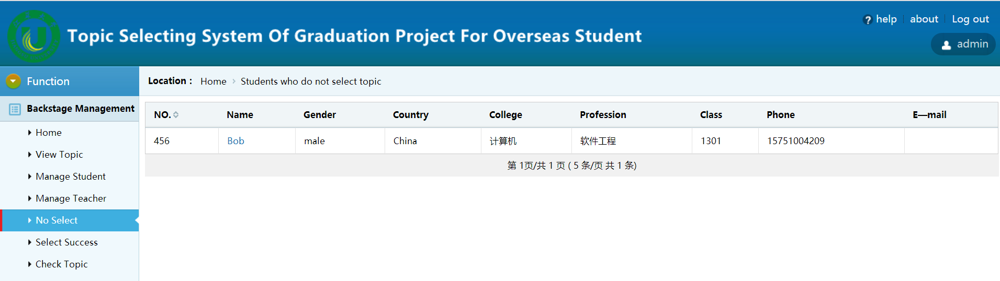 help about Log out
Topic Selecting System Of Graduation Project For Overseas Student
admin
Function
Location： Home Students who do not select topic
Backstage Management
Home
View Topic
Manage Student
Manage Teacher
No Select
Select Success
Check Topic
NO. Name Gender Country College Profession Class Phone E—mail
456 Bob male China 计算机 软件工程 1301 15751004209
第 1页/共 1 页 ( 5 条/页 共 1 条)